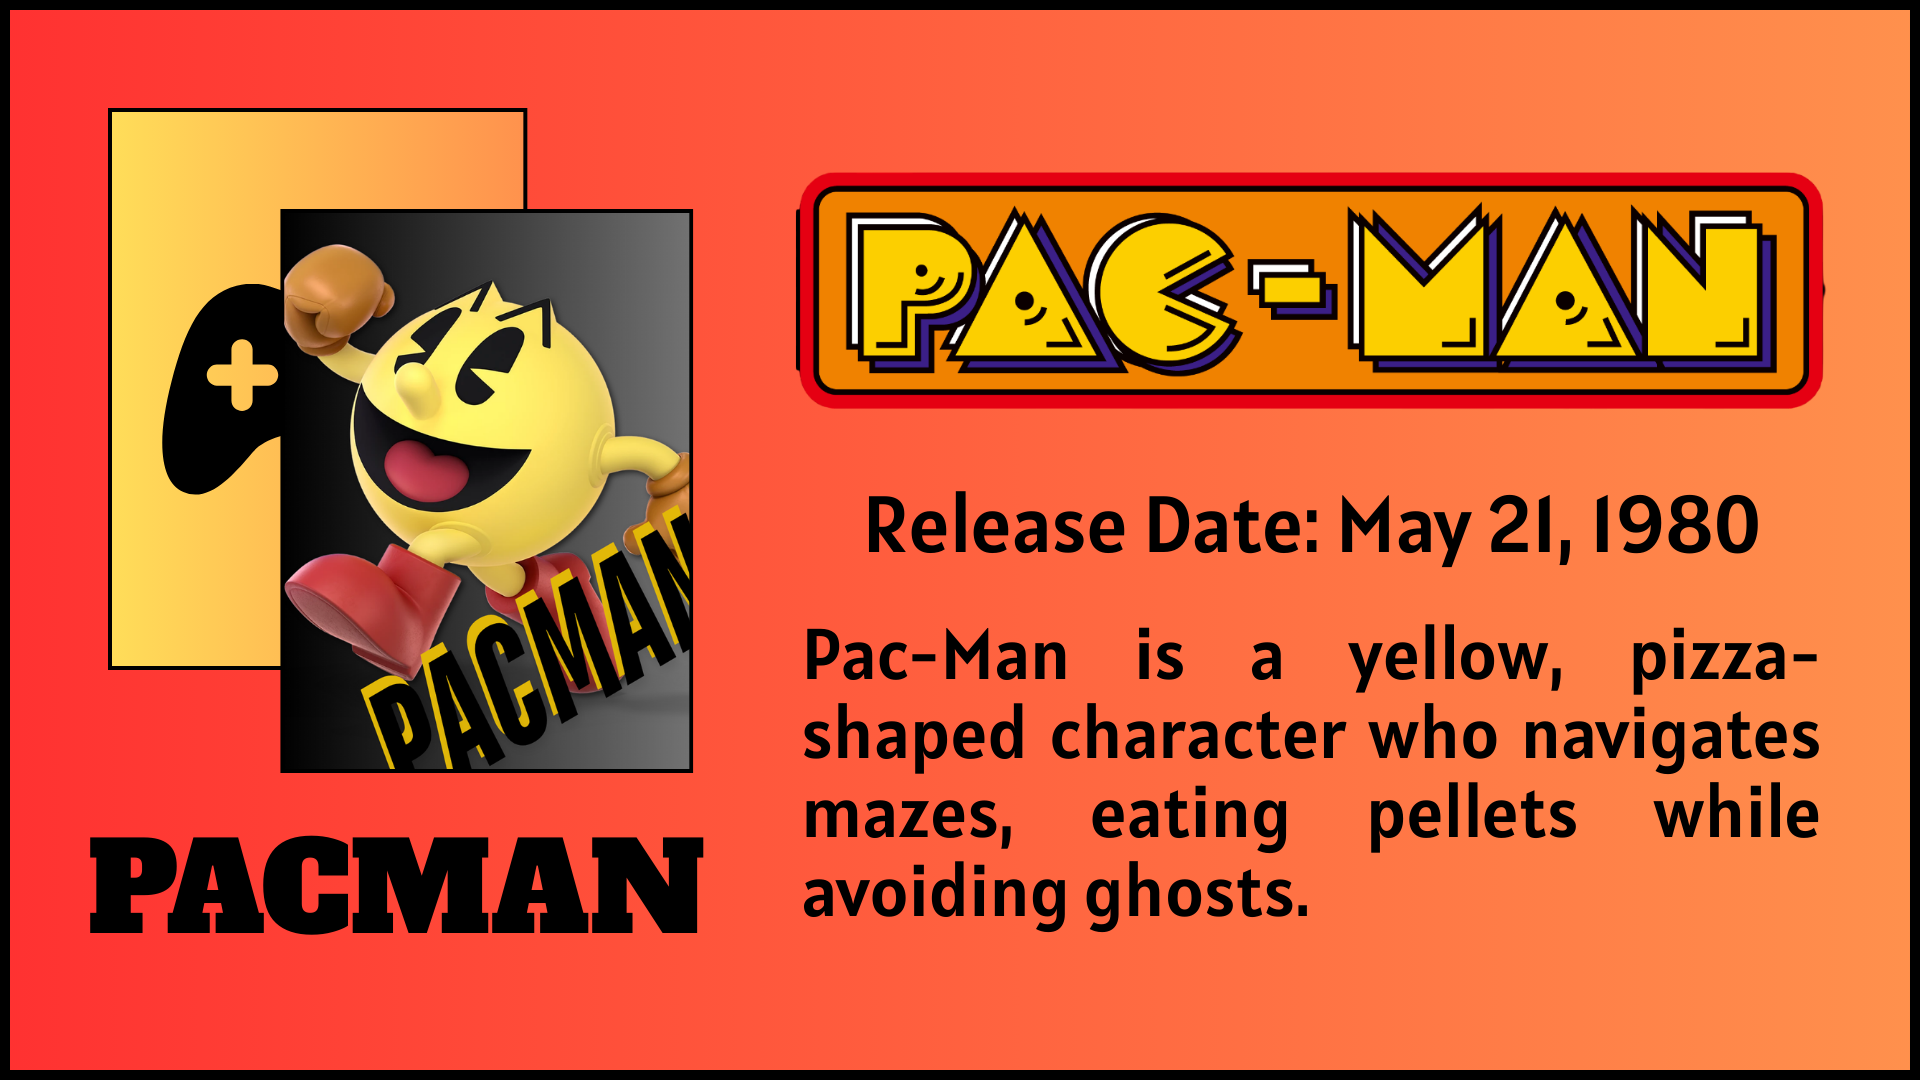 PAC-MAN
PACMAN
PACMAN
Release Date: May 21, 1980
Pac-Man is a yellow, pizza-
shaped character who navigates
mazes, eating pellets while
avoiding ghosts.